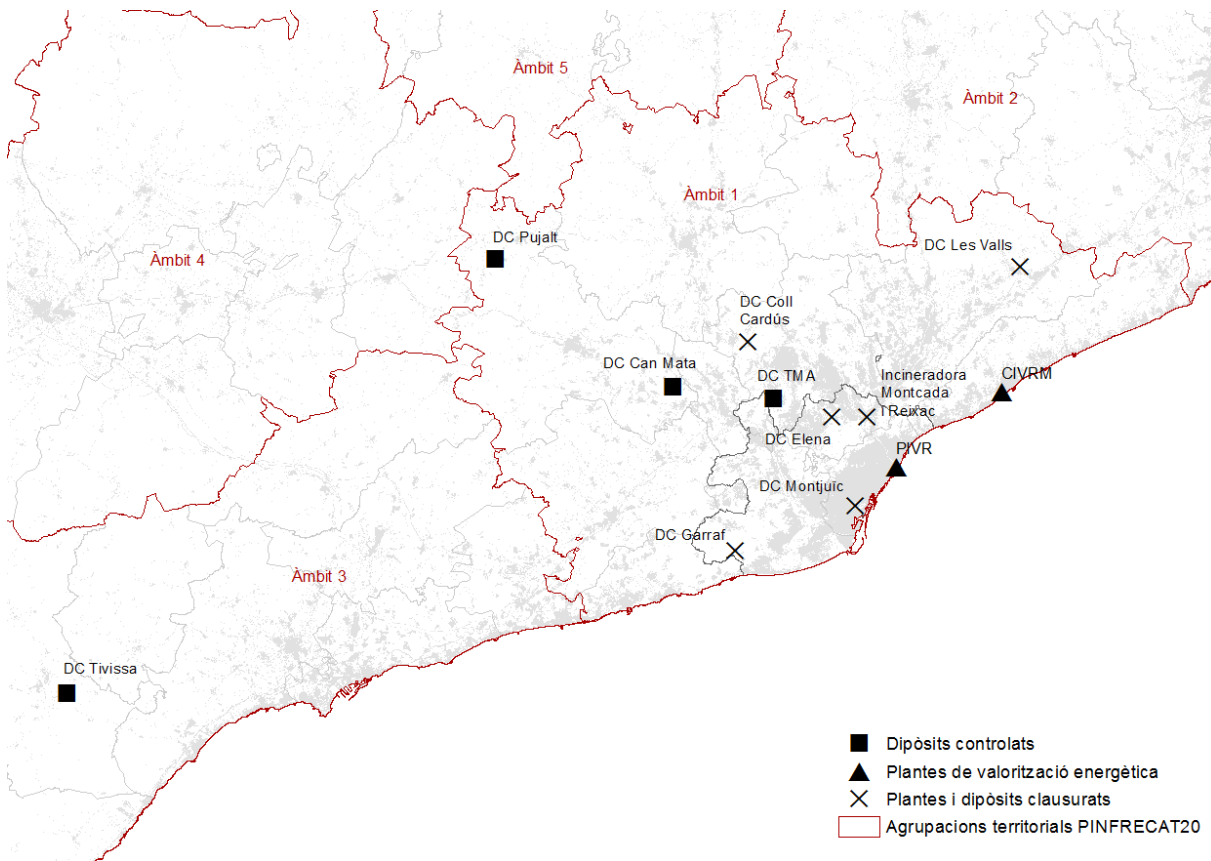 Àmbit 5
Àmbit 2
Àmbit 1
DC Pujalt
DC Les Valls
Àmbit 4
DC Coll
Cardús
DC Can Mata
DC TMA
Incineradora
Montcada
i Reixac
CIVRM
DC Elena
PIVR
DC Montjuïc
DC Garraf
Àmbit 3
DC Tivissa
Dipòsits controlats
Plantes de valorització energètica
Plantes i dipòsits clausurats
Agrupacions territorials PINFRECAT20